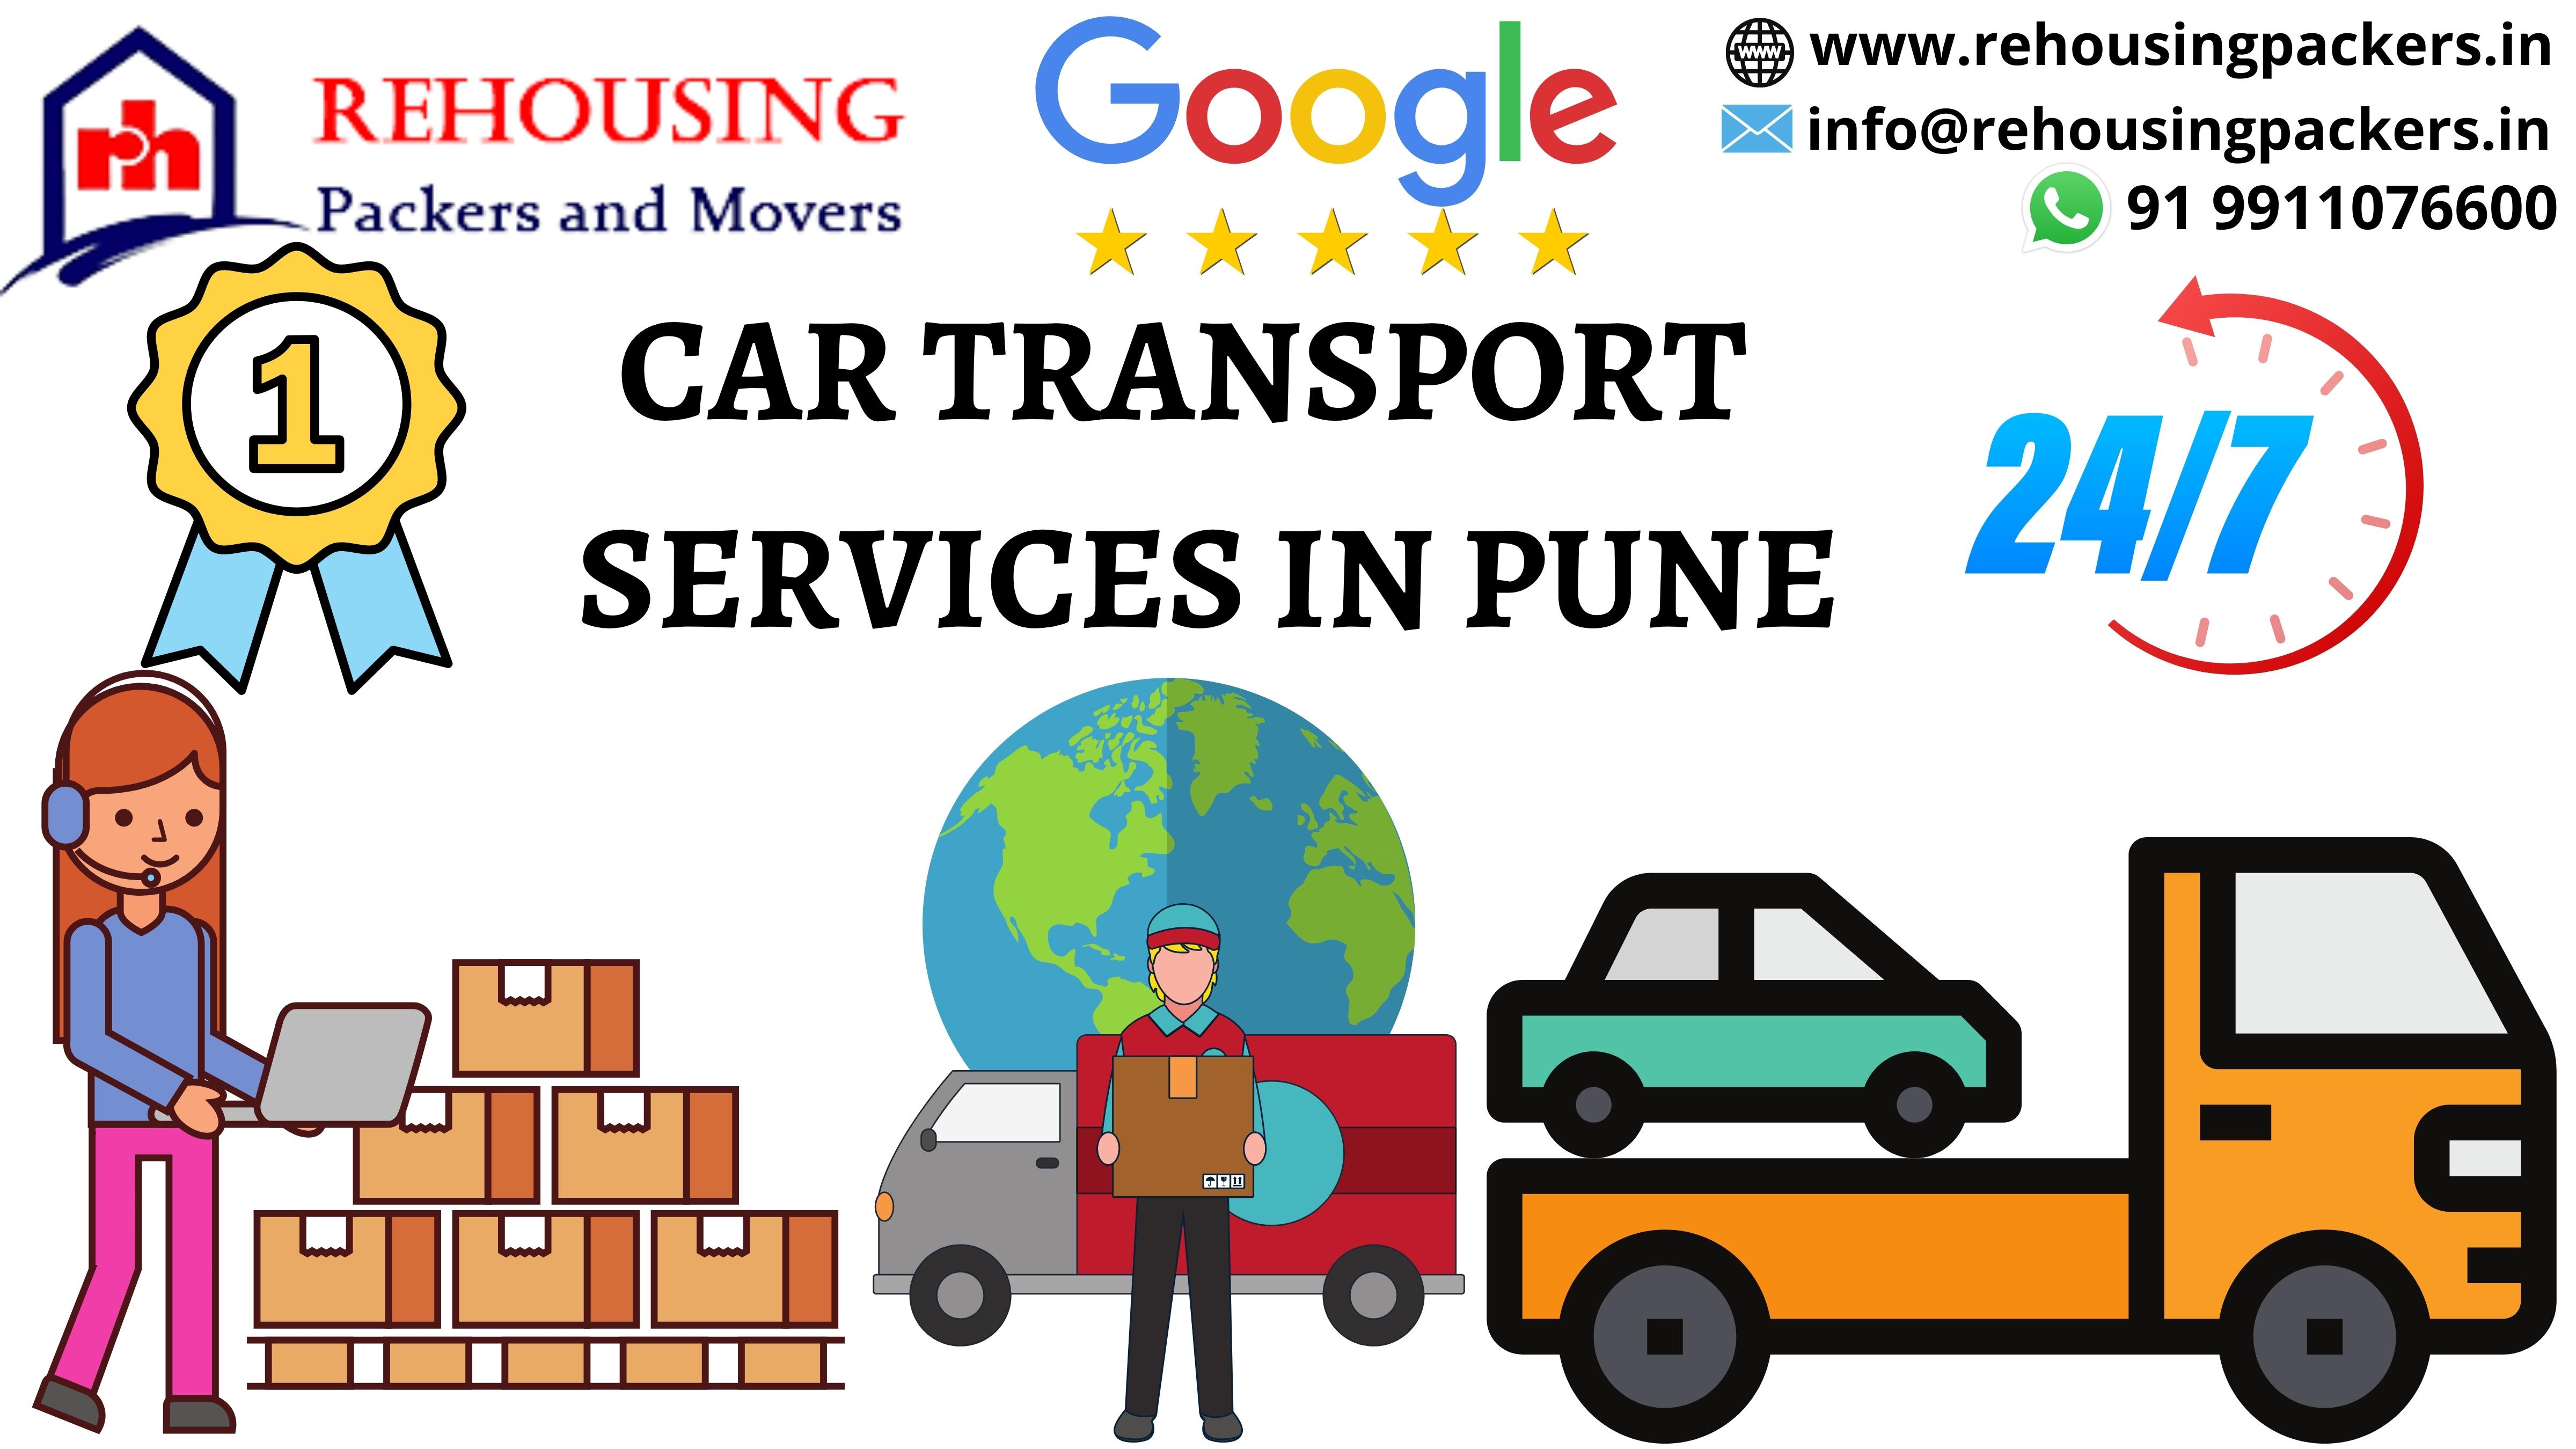 rh
REHOUSING
Packers and Movers
Google
www
www.rehousingpackers.in
info@rehousingpackers.in
91 9911076600
1
CAR TRANSPORT
SERVICES IN PUNE
24/7